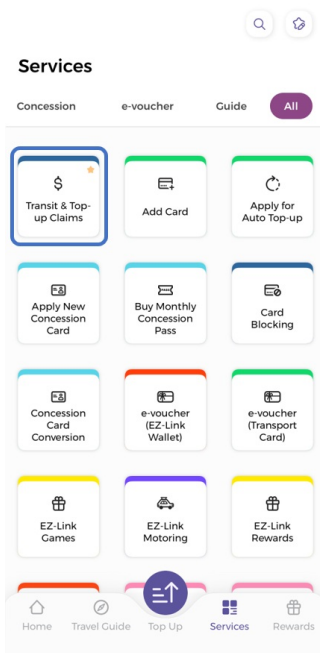 Services
Concession
e-voucher
Guide
All
$
Transit & Top-
up Claims
Add Card
Apply for
Auto Top-up
Apply New
Concession
Card
Buy Monthly
Concession
Pass
Card
Blocking
Concession
Card
Conversion
e-voucher
(EZ-Link
Wallet)
e-voucher
(Transport
Card)
EZ-Link
Games
EZ-Link
Motoring
EZ-Link
Rewards
Home
Travel Guide
Top Up
Services
Rewards